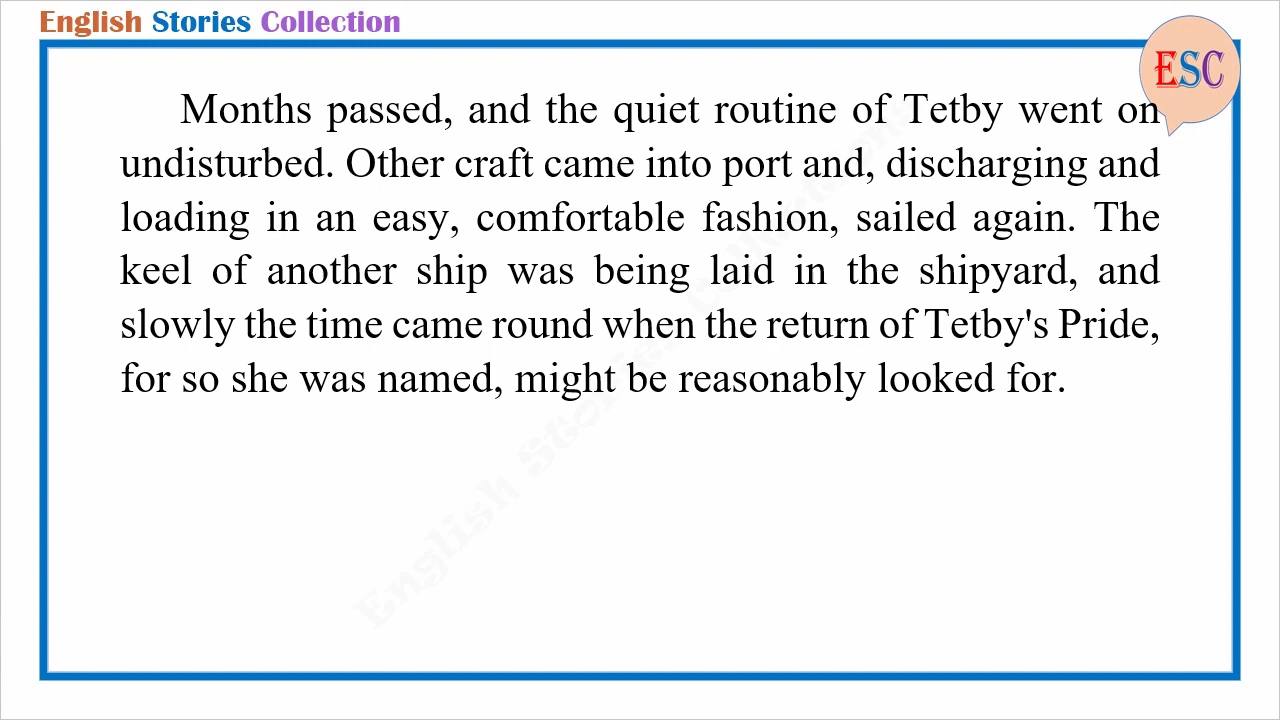 English Stories Collection
ESC
Months passed, and the quiet routine of Tetby went on
undisturbed. Other craft came into port and, discharging and
loading in an easy, comfortable fashion, sailed again. The
keel of another ship was being laid in the shipyard, and
slowly the time came round when the return of Tetby's Pride,
for so she was named, might be reasonably looked for.